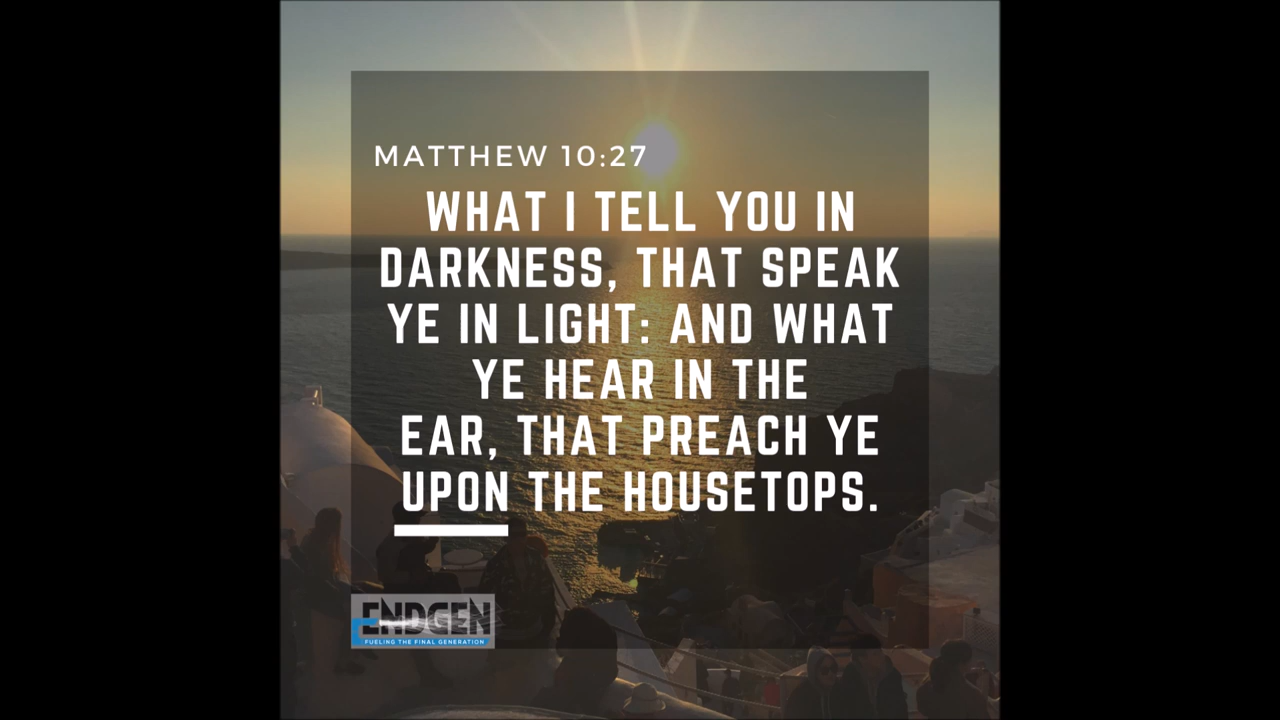 MATTHEW 10:27
WHAT I TELL YOU IN
DARKNESS, THAT SPEAK
YE IN LIGHT: AND WHAT
YE HEAR IN THE
EAR, THAT PREACH YE
UPON THE HOUSETOPS.
ENDGEN
FUELING THE FINAL GENERATION